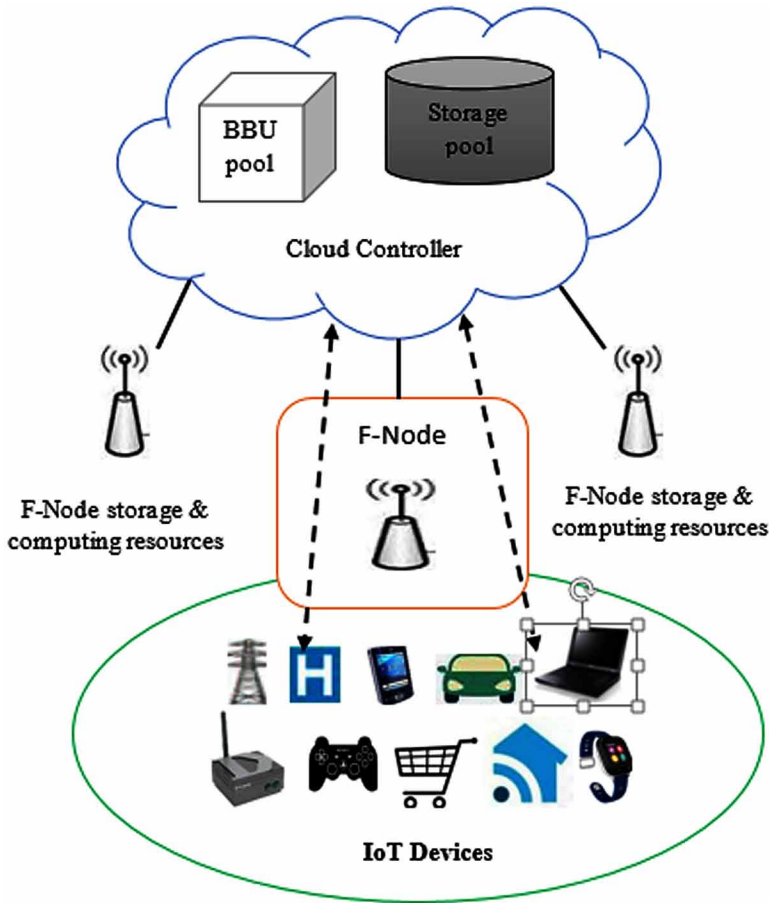 BBU
pool
Storage
pool
Cloud Controller
F-Node
F-Node storage &
computing resources
F-Node storage &
computing resources
H
IoT Devices